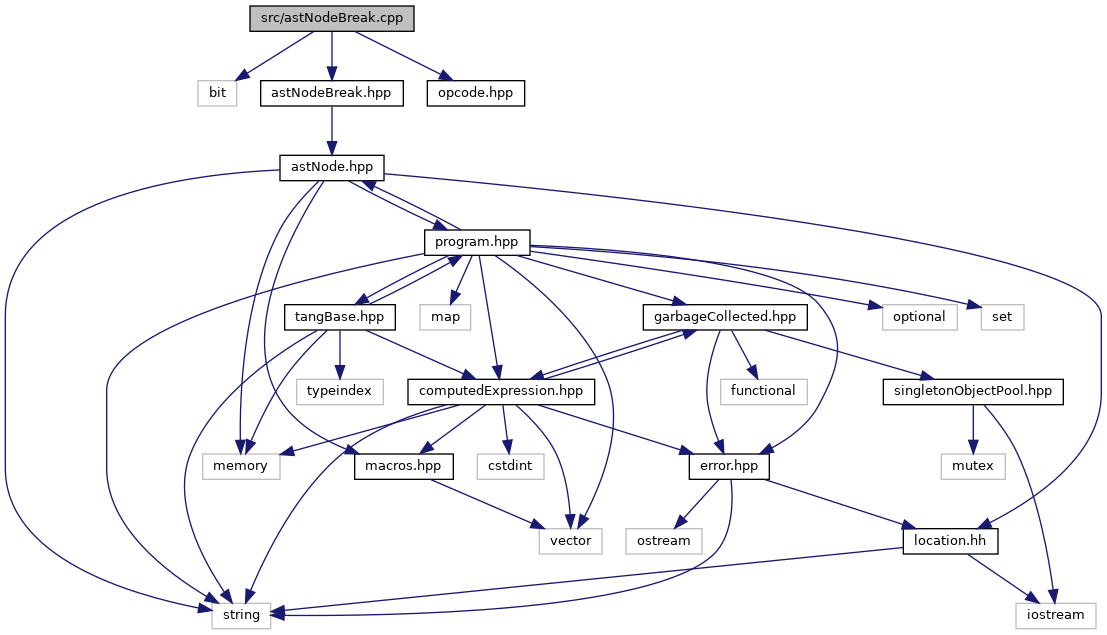 src/astNodeBreak.cpp
bit
astNodeBreak.hpp
opcode.hpp
astNode.hpp
program.hpp
tangBase.hpp
map
garbageCollected.hpp
optional
set
typeindex
computedExpression.hpp
functional
singletonObjectPool.hpp
memory
macros.hpp
cstdint
error.hpp
mutex
vector
ostream
location.hh
string
iostream